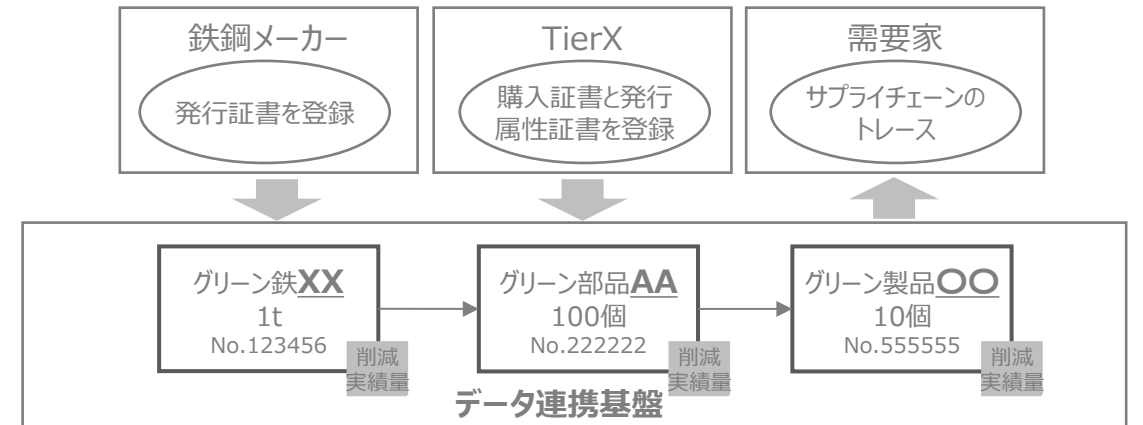 鉄鋼メーカー
発行証書を登録
TierX
購入証書と発行
属性証書を登録
需要家
サプライチェーンの
トレース
グリーン鉄XX
1t
No.123456
削減
実績量
グリーン部品AA
100個
No.222222
削減
実績量
グリーン製品〇〇
10個
No.555555
削減
実績量
データ連携基盤